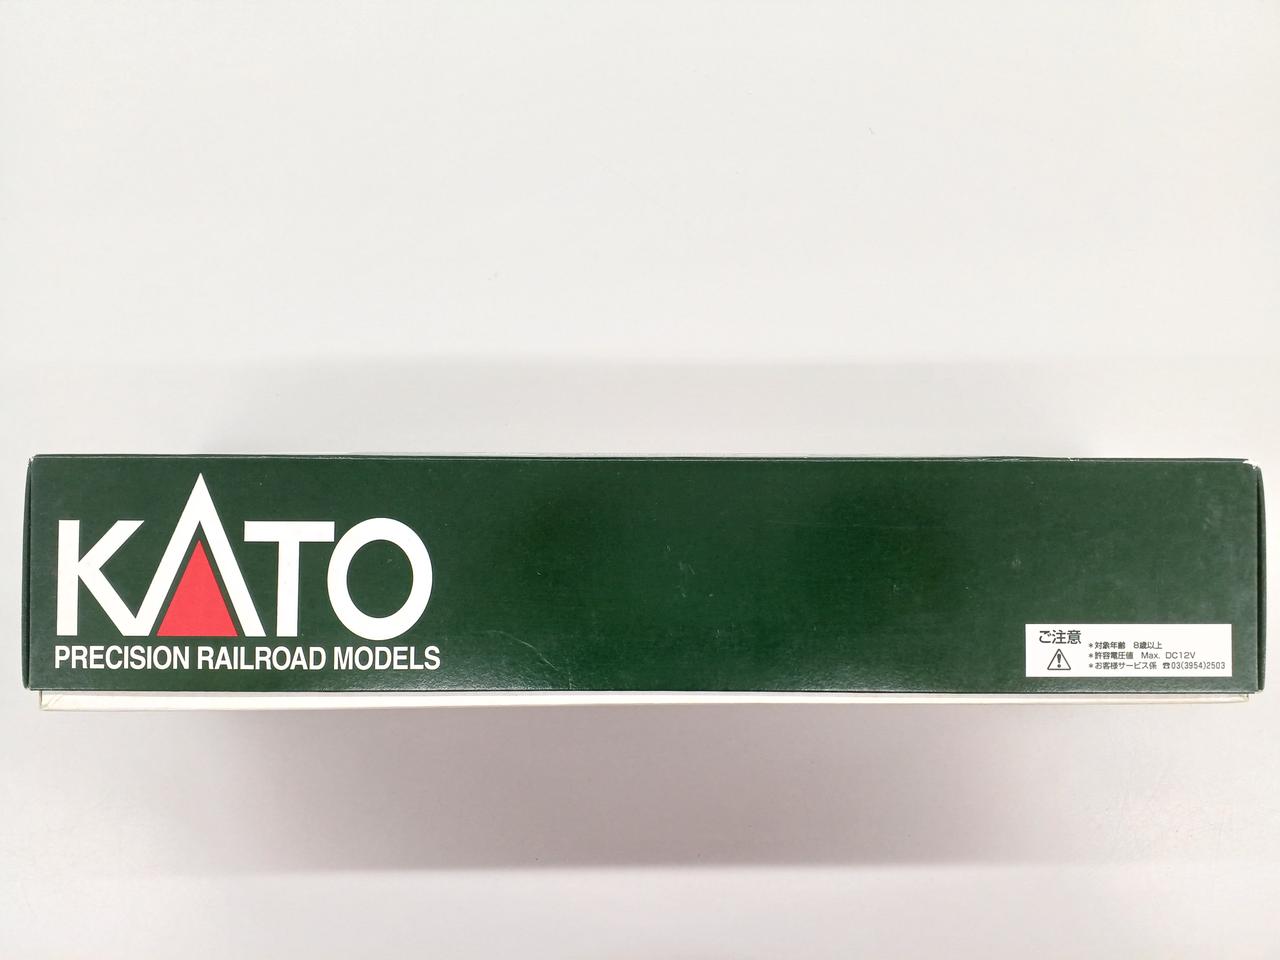 KATO
PRECISION RAILROAD MODELS
ご注意
*対象年齢 8歳以上
*許容電圧値 Max. DC12V
*お客様サービス係 ☎03(3954)2503